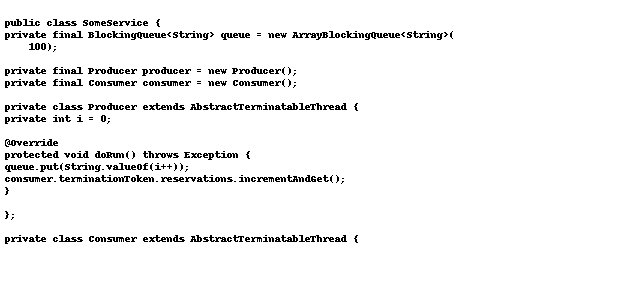 public class SomeService {
private final BlockingQueue<String> queue = new ArrayBlockingQueue<String>(
100);
private final Producer producer = new Producer();
private final Consumer consumer = new Consumer();
private class Producer extends AbstractTerminatableThread {
private int i = 0;
@Override
protected void doRun() throws Exception {
queue.put(String.valueOf(i++));
consumer.terminationToken.reservations.incrementAndGet();
}
};
private class Consumer extends AbstractTerminatableThread {